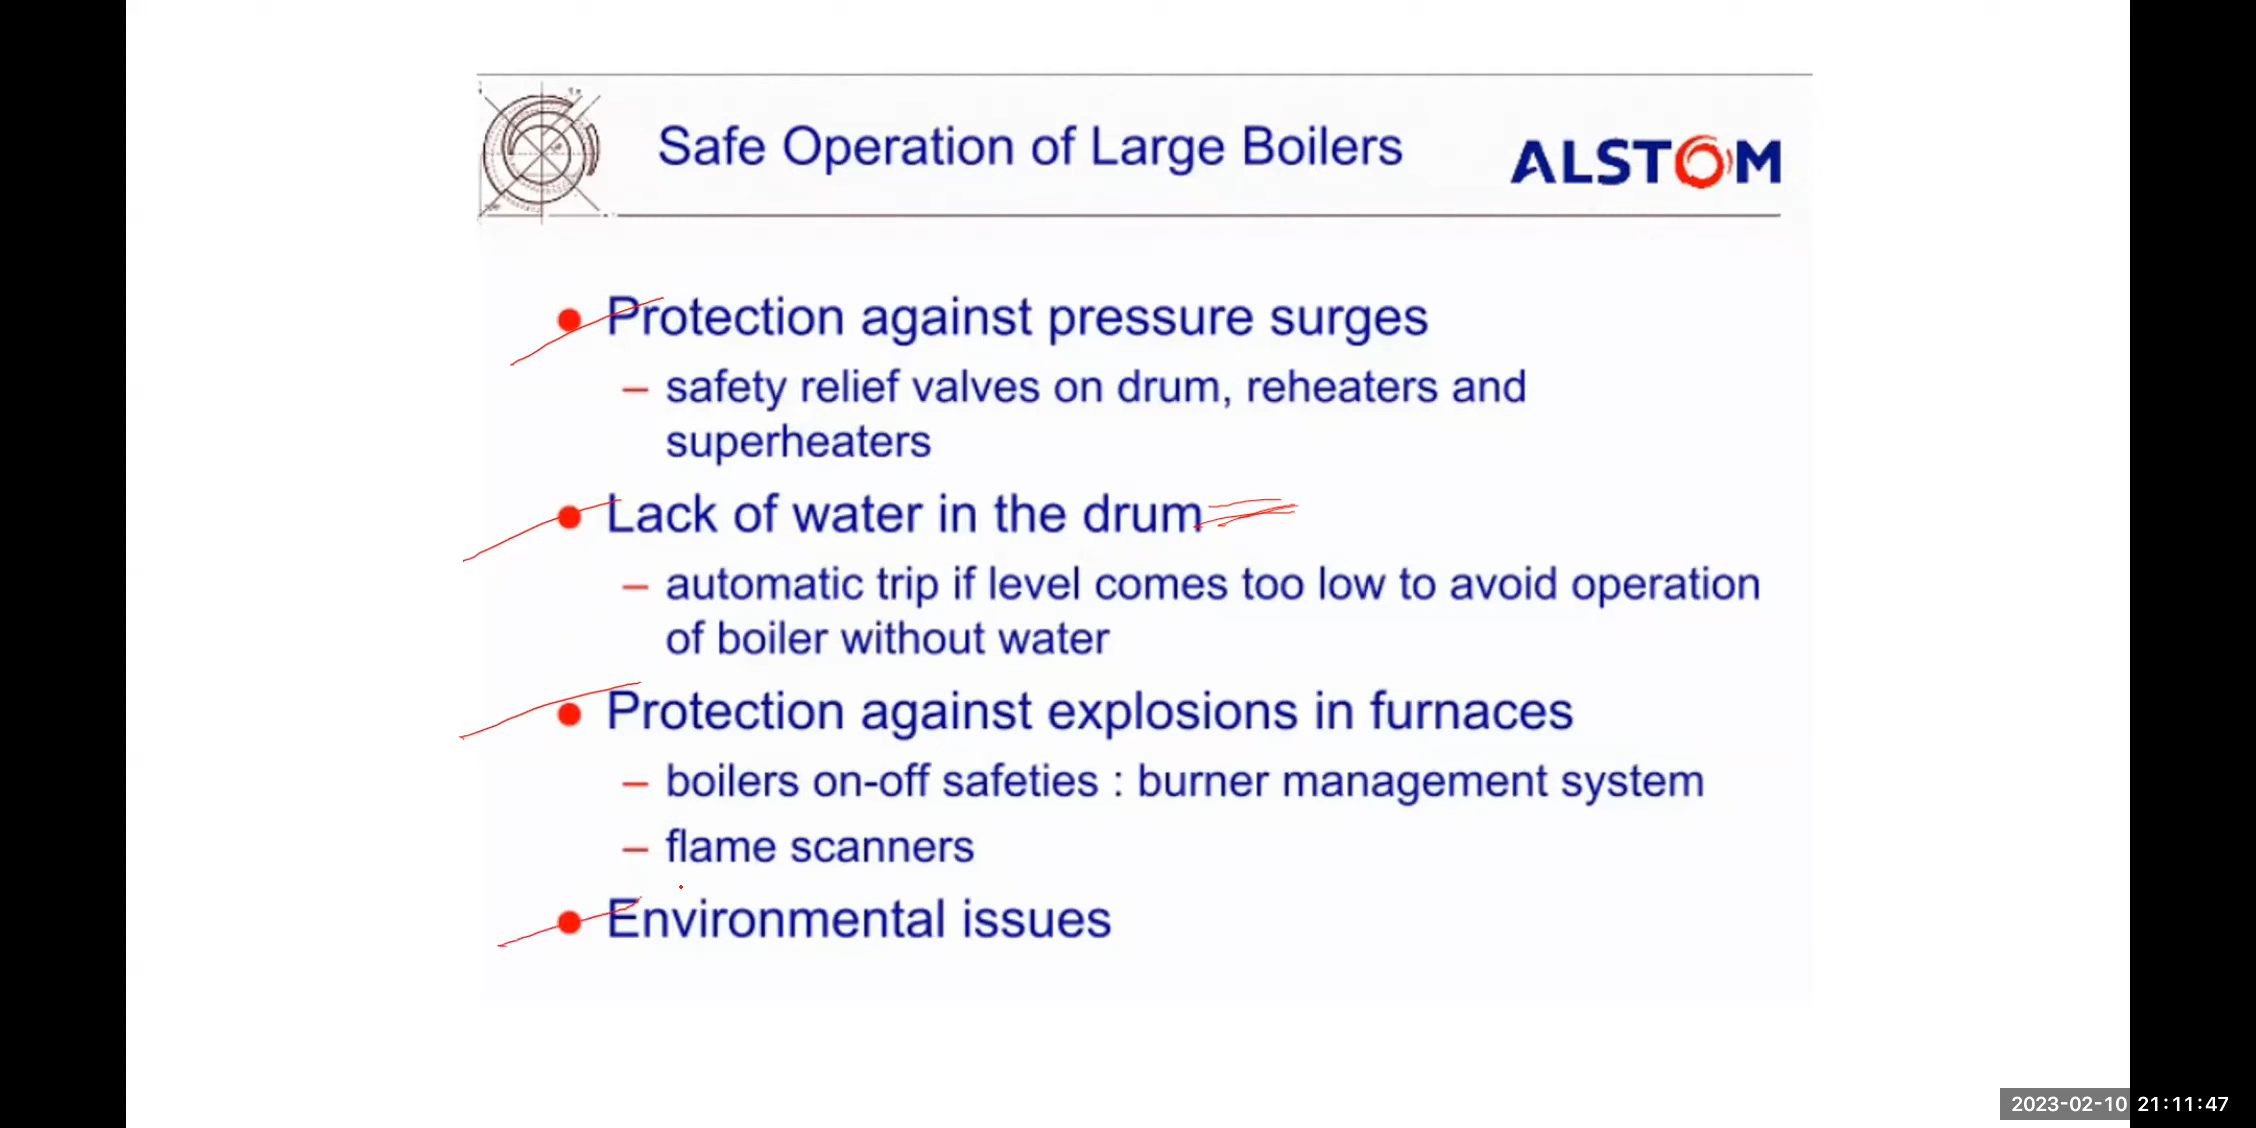 Safe Operation of Large Boilers
ALSTOM
• Protection against pressure surges
– safety relief valves on drum, reheaters and
superheaters
• Lack of water in the drum
– automatic trip if level comes too low to avoid operation
of boiler without water
• Protection against explosions in furnaces
– boilers on-off safeties : burner management system
– flame scanners
• Environmental issues
2023-02-10 21:11:47